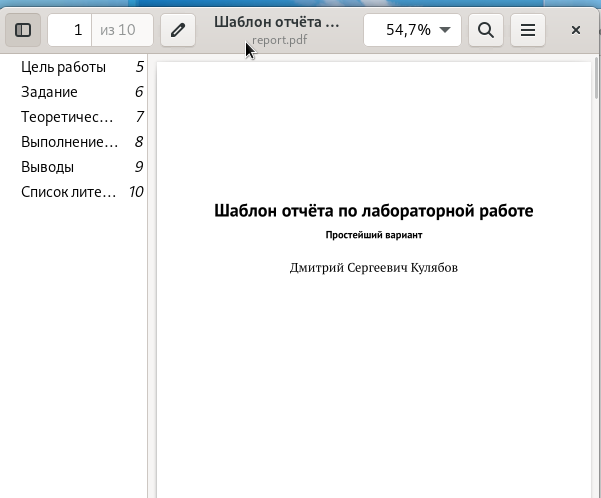 1 из 10
Шаблон отчёта ...
report.pdf
54,7%
Цель работы 5
Задание 6
Теоретичес... 7
Выполнение... 8
Выводы 9
Список лите... 10
Шаблон отчёта по лабораторной работе
Простейший вариант
Дмитрий Сергеевич Кулябов